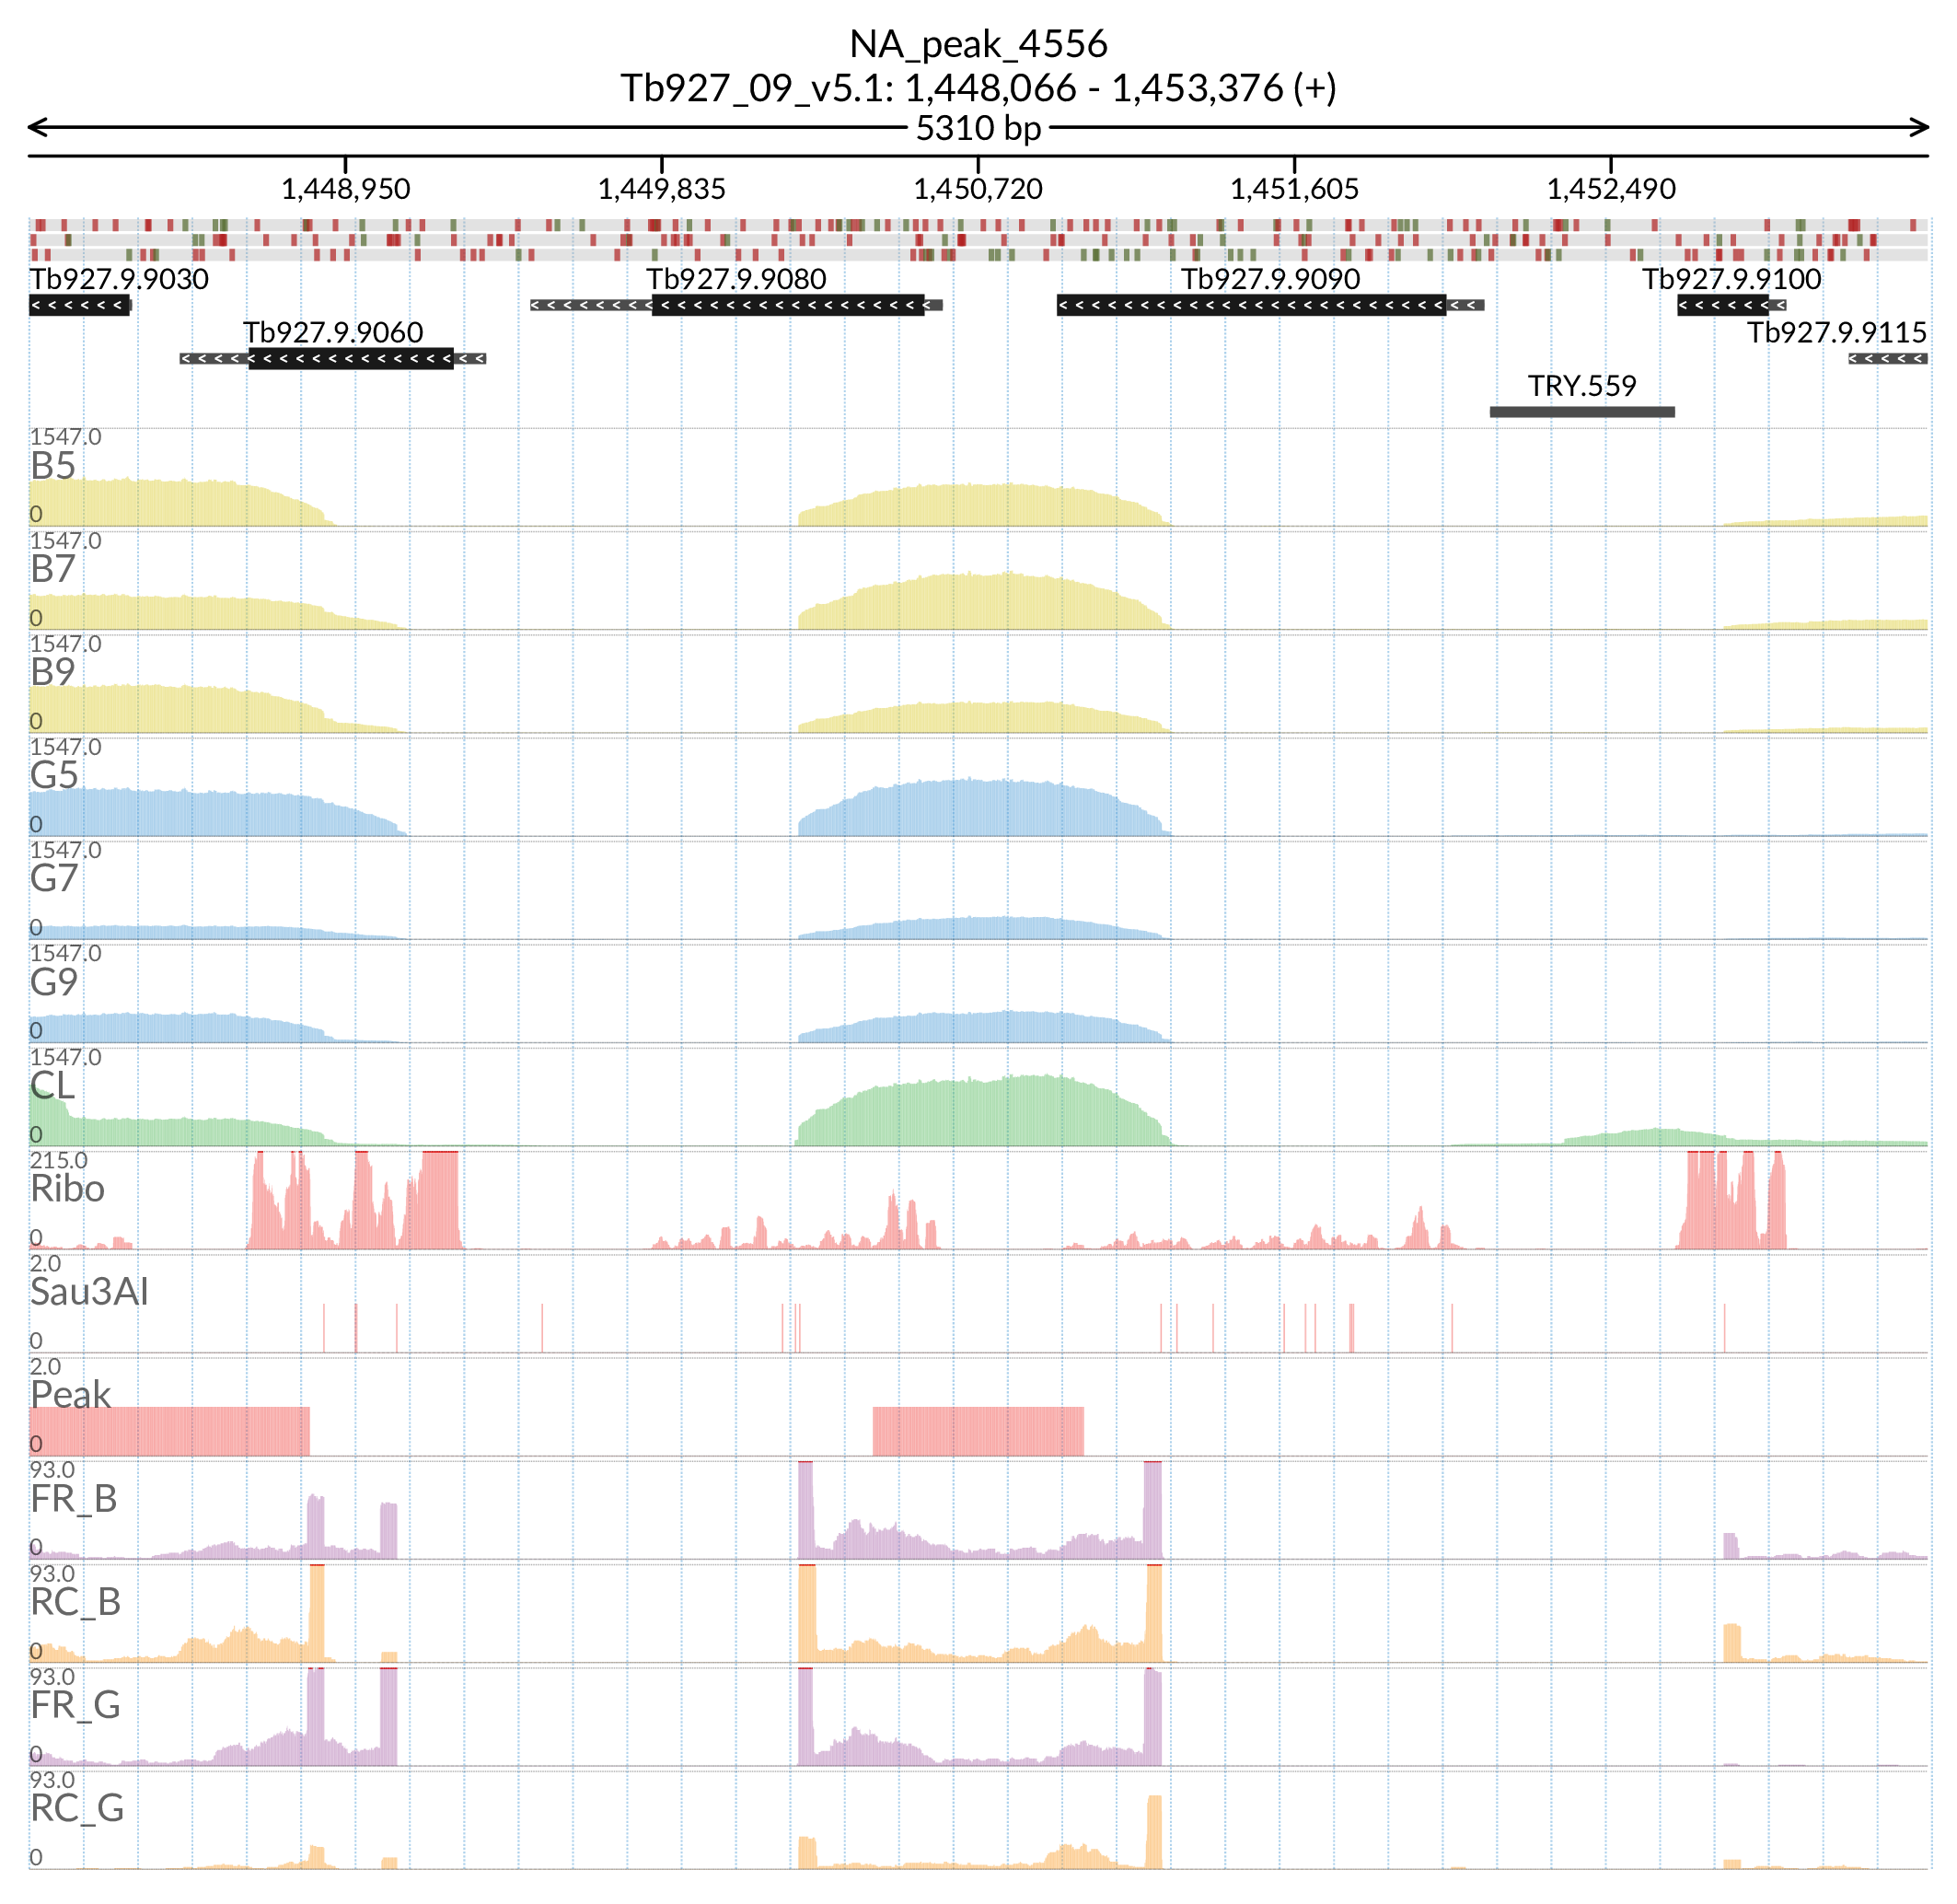 NA_peak_4556
Tb927_09_v5.1: 1,448,066 - 1,453,376 (+)
5310 bp
1,448,950 1,449,835 1,450,720 1,451,605 1,452,490
Tb927.9.9030 Tb927.9.9080 Tb927.9.9090 Tb927.9.9100
Tb927.9.9060 Tb927.9.9115
TRY.559
1547.0
B5
0
1547.0
B7
0
1547.0
B9
0
1547.0
G5
0
1547.0
G7
0
1547.0
G9
0
1547.0
CL
0
215.0
Ribo
0
2.0
Sau3AI
0
2.0
Peak
0
93.0
FR_B
0
93.0
RC_B
0
93.0
FR_G
0
93.0
RC_G
0